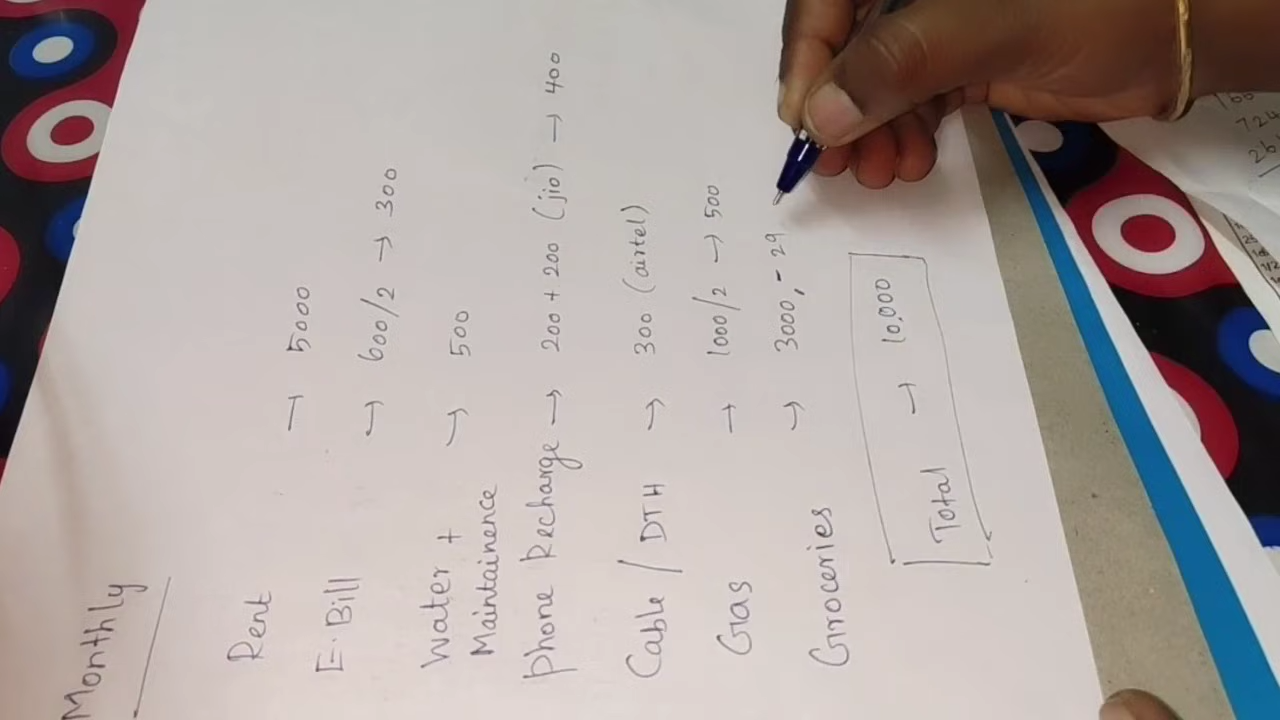 Monthly
Rent → 5000
E. Bill → 600/2 → 300
Water +
Maintainence → 500
phone Recharge → 200 + 200 (jio) → 400
Cable / DTH → 300 (airtel)
Gas → 1000/2 → 500
Groceries → 3000, - 29
Total → 10,000
724